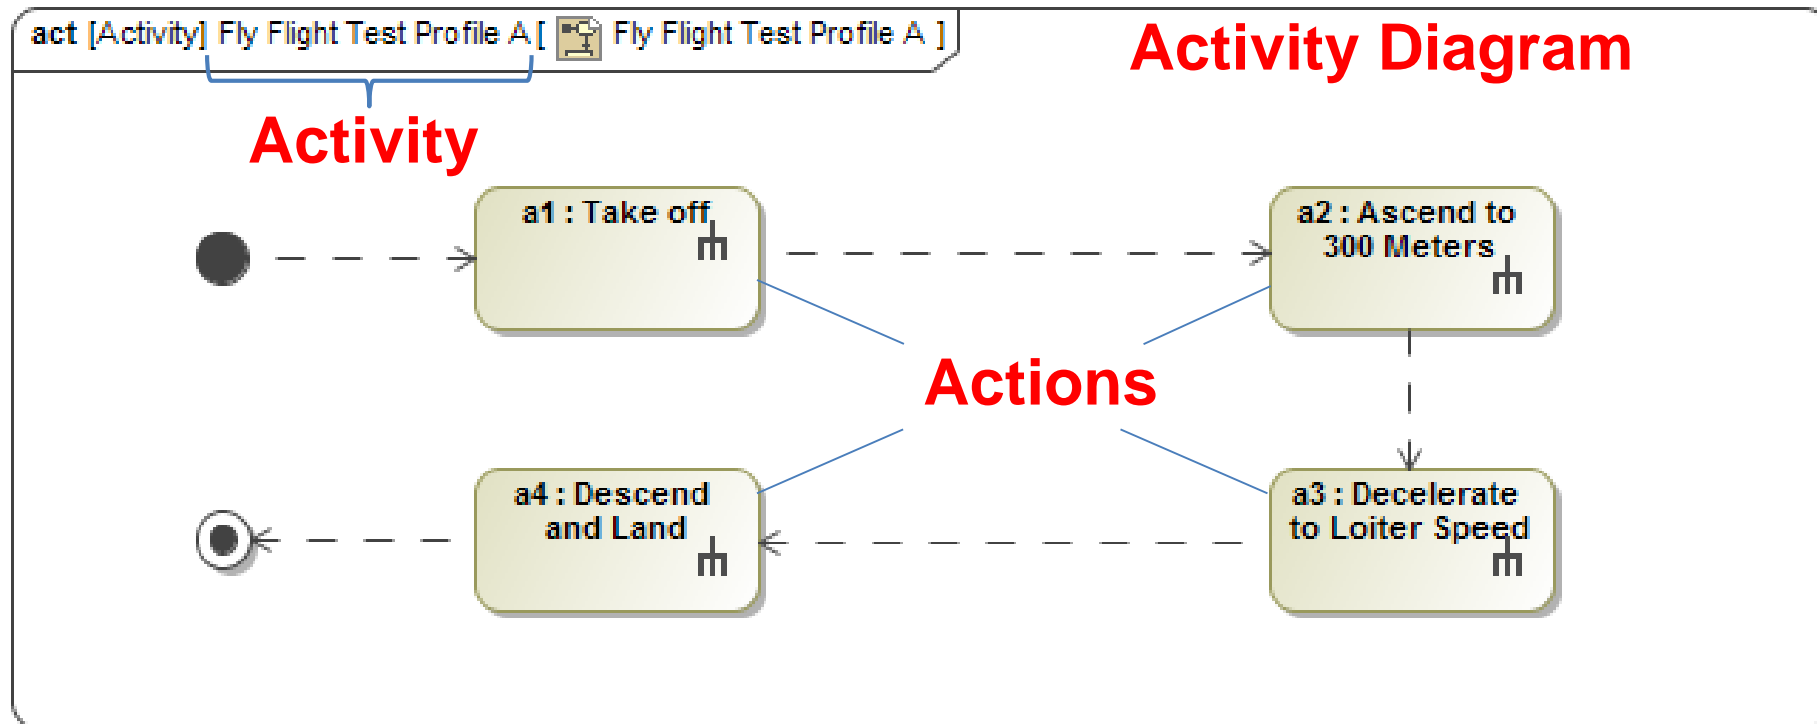 act [Activity] Fly Flight Test Profile A [ Fly Flight Test Profile A ]
Activity Diagram
Activity
a1 : Take off
a2 : Ascend to
300 Meters
Actions
a4 : Descend
and Land
a3 : Decelerate
to Loiter Speed